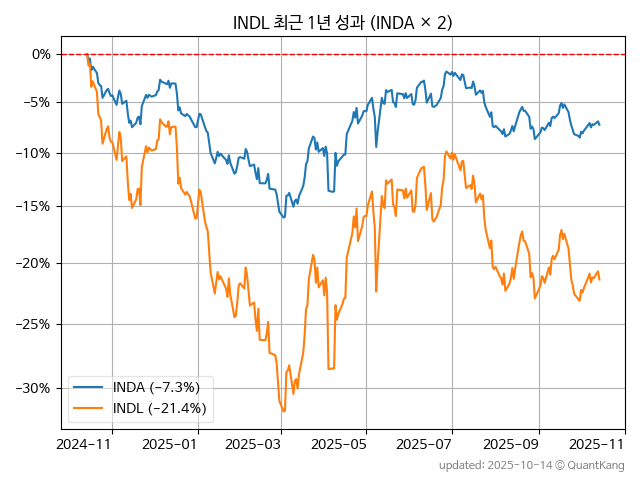 INDL 최근 1년 성과 (INDA × 2)
0%
−5%
−10%
−15%
−20%
−25%
−30%
INDA (−7.3%)
INDL (−21.4%)
2024-11 2025-01 2025-03 2025-05 2025-07 2025-09 2025-11
updated: 2025-10-14 © QuantKang